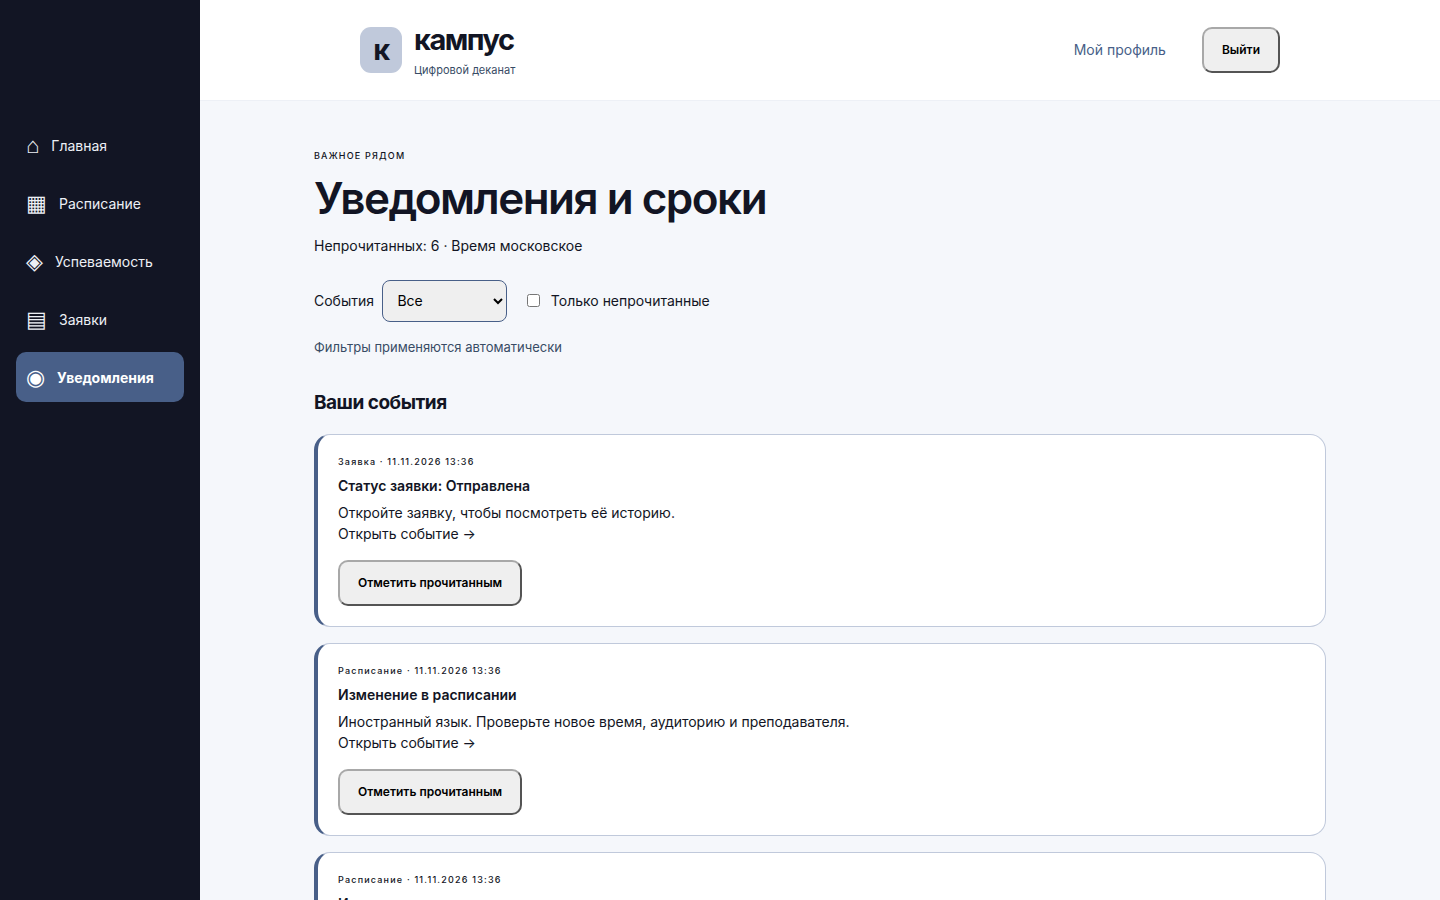 к
кампус
Цифровой деканат
Мой профиль
Выйти
Главная
Расписание
Успеваемость
Заявки
Уведомления
ВАЖНОЕ РЯДОМ
Уведомления и сроки
Непрочитанных: 6 · Время московское
События
Все
Только непрочитанные
Фильтры применяются автоматически
Ваши события
Заявка · 11.11.2026 13:36
Статус заявки: Отправлена
Откройте заявку, чтобы посмотреть её историю.
Открыть событие →
Отметить прочитанным
Расписание · 11.11.2026 13:36
Изменение в расписании
Иностранный язык. Проверьте новое время, аудиторию и преподавателя.
Открыть событие →
Отметить прочитанным
Расписание · 11.11.2026 13:36